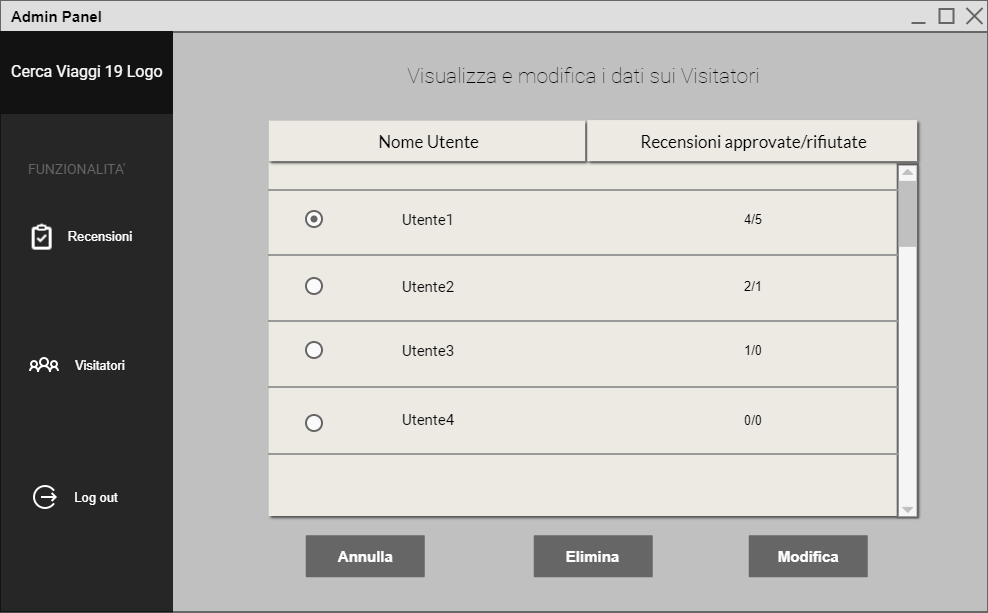 Admin Panel
Cerca Viaggi 19 Logo
FUNZIONALITA'
Recensioni
Visitatori
Log out
Visualizza e modifica i dati sui Visitatori
Nome Utente Recensioni approvate/rifiutate
Utente1 4/5
Utente2 2/1
Utente3 1/0
Utente4 0/0
Annulla Elimina Modifica